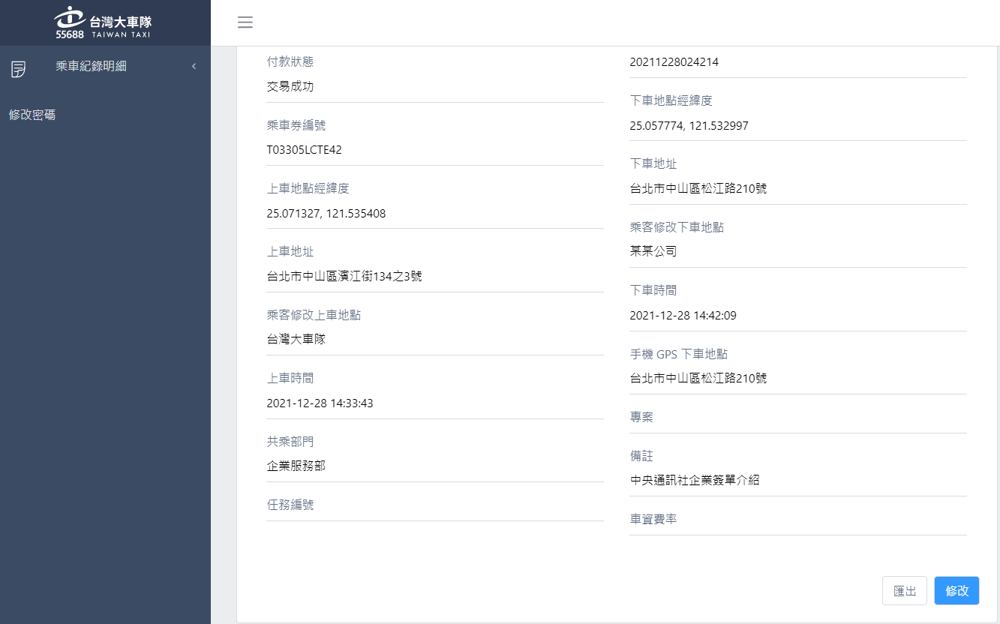 台灣大車隊
55688 TAIWAN TAXI
乘車紀錄明細
修改密碼
付款狀態
交易成功
乘車券編號
T03305LCTE42
上車地點經緯度
25.071327, 121.535408
上車地址
台北市中山區濱江街134之3號
乘客修改上車地點
台灣大車隊
上車時間
2021-12-28 14:33:43
共乘部門
企業服務部
任務編號
20211228024214
下車地點經緯度
25.057774, 121.532997
下車地址
台北市中山區松江路210號
乘客修改下車地點
某某公司
下車時間
2021-12-28 14:42:09
手機 GPS 下車地點
台北市中山區松江路210號
專案
備註
中央通訊社企業簽單介紹
車資費率
匯出
修改